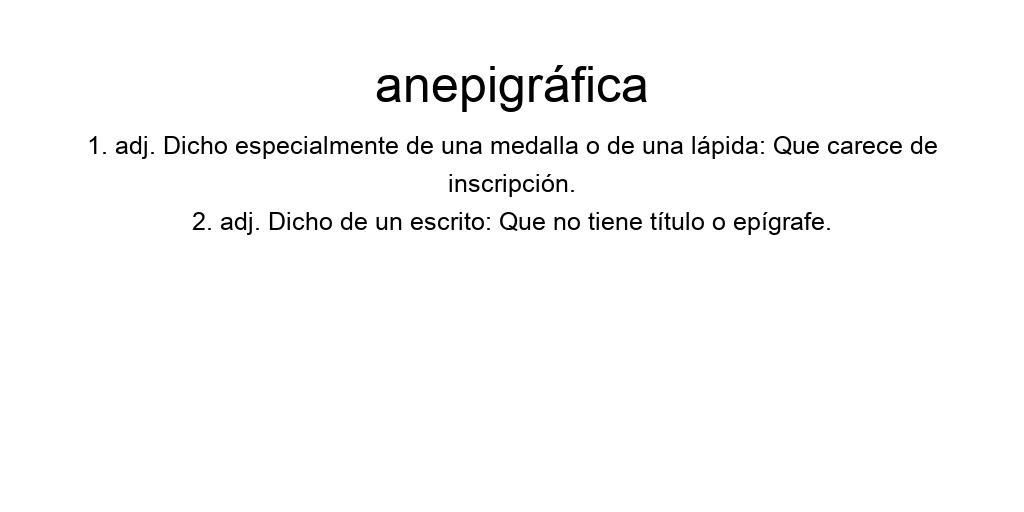 anepigráfica
1. adj. Dicho especialmente de una medalla o de una lápida: Que carece de
inscripción.
2. adj. Dicho de un escrito: Que no tiene título o epígrafe.